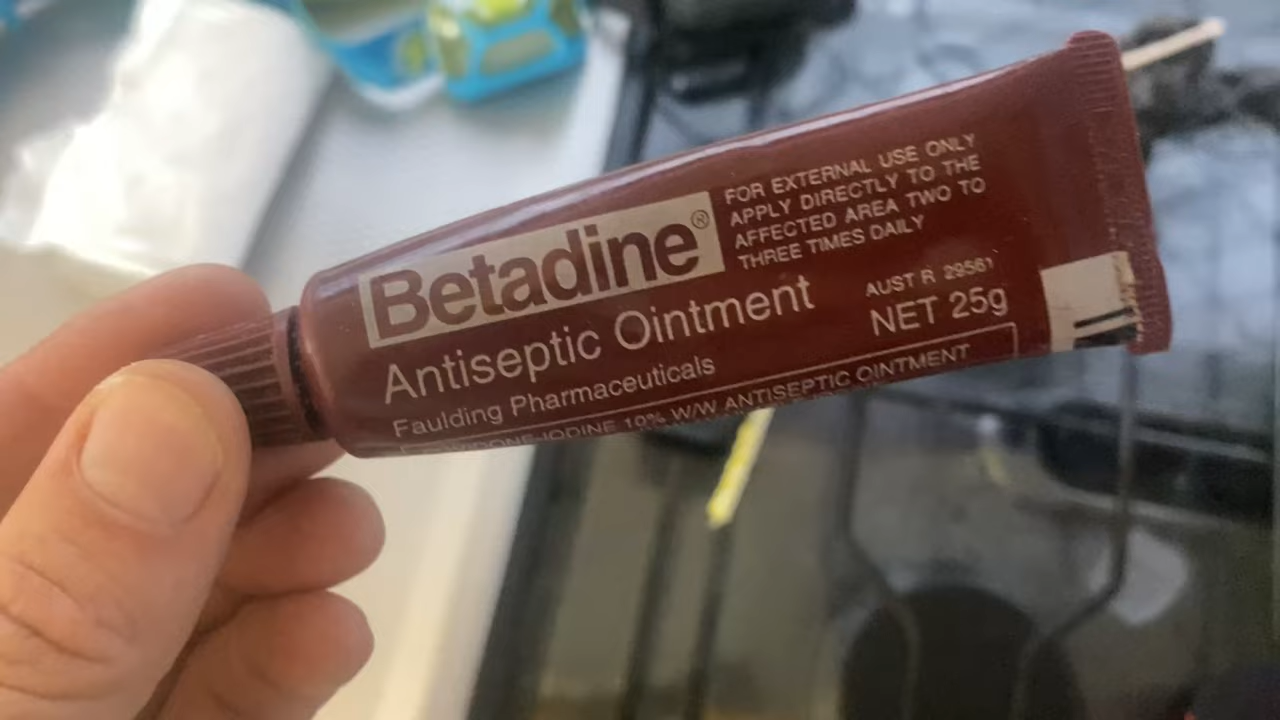 Betadine®
Antiseptic Ointment
Faulding Pharmaceuticals
FOR EXTERNAL USE ONLY
APPLY DIRECTLY TO THE
AFFECTED AREA TWO TO
THREE TIMES DAILY
AUST R 29561
NET 25g
10% W/W ANTISEPTIC OINTMENT